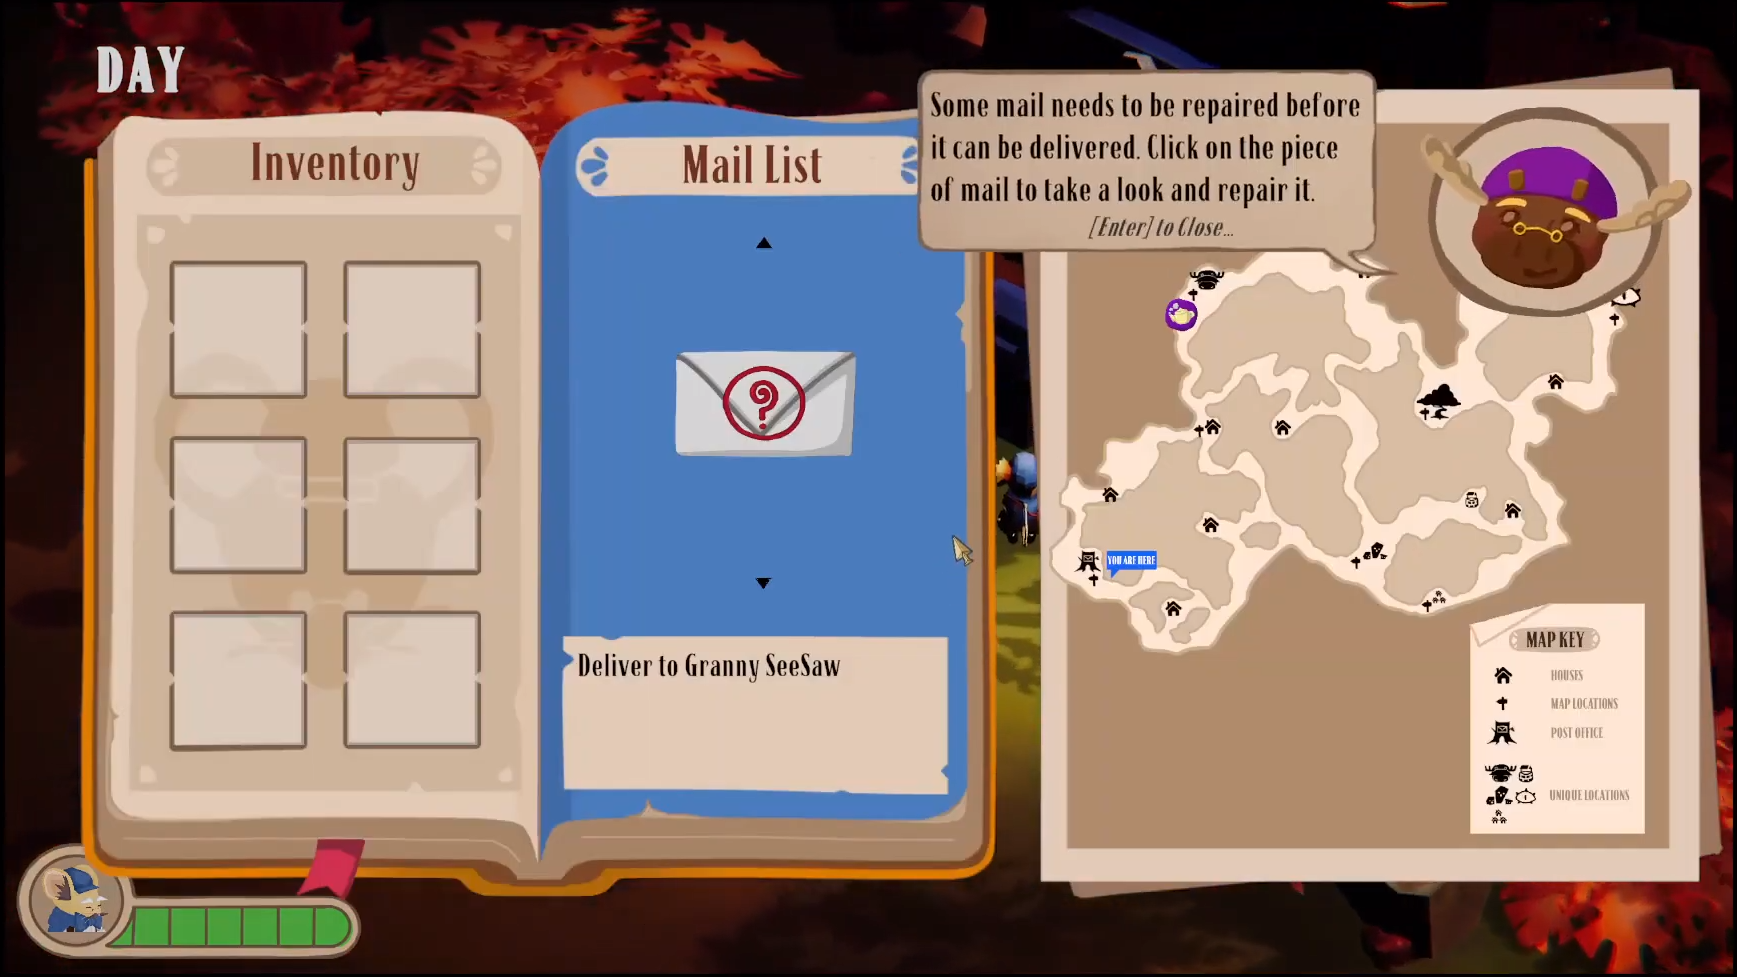 DAY
Inventory
Mail List
Some mail needs to be repaired before
it can be delivered. Click on the piece
of mail to take a look and repair it.
[Enter] to Close...
?
Deliver to Granny SeeSaw
YOU ARE HERE
MAP KEY
HOUSES
MAP LOCATIONS
POST OFFICE
UNIQUE LOCATIONS